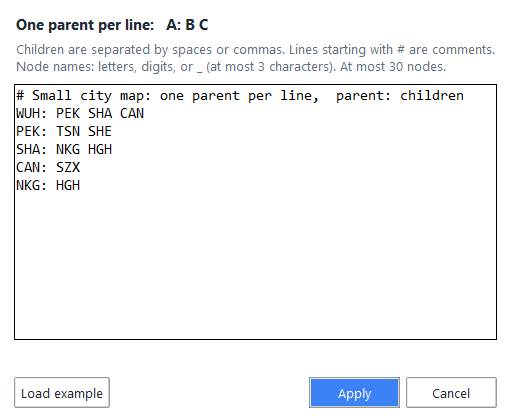 One parent per line:   A: B C
Children are separated by spaces or commas. Lines starting with # are comments.
Node names: letters, digits, or _ (at most 3 characters). At most 30 nodes.
# Small city map: one parent per line,  parent: children
WUH: PEK SHA CAN
PEK: TSN SHE
SHA: NKG HGH
CAN: SZX
NKG: HGH
Load example
Apply
Cancel